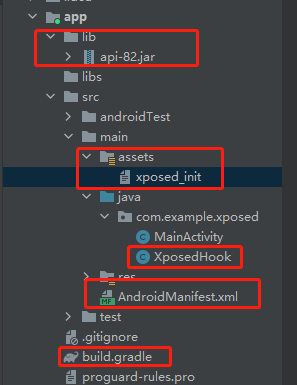 app
lib
api-82.jar
libs
src
androidTest
main
assets
xposed_init
java
com.example.xposed
MainActivity
XposedHook
res
AndroidManifest.xml
test
.gitignore
build.gradle
proguard-rules.pro